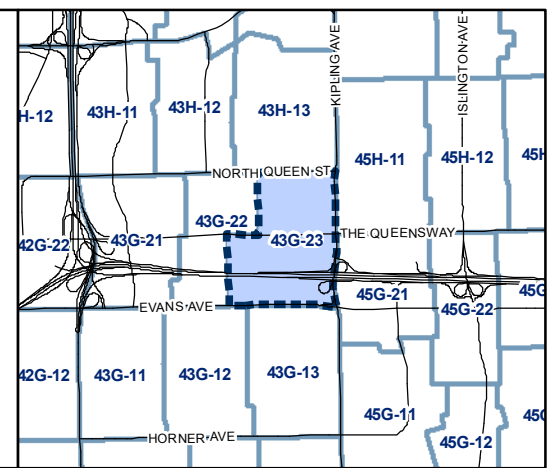 KIPLING AVE
ISLINGTON AVE
H-12
43H-11
43H-12
43H-13
45H-11
45H-12
45H
NORTH QUEEN ST
43G-22
THE QUEENSWAY
42G-22
43G-21
43G-23
45G-21
45G
EVANS AVE
45G-22
42G-12
43G-11
43G-12
43G-13
45G-11
45G
HORNER AVE
45G-12